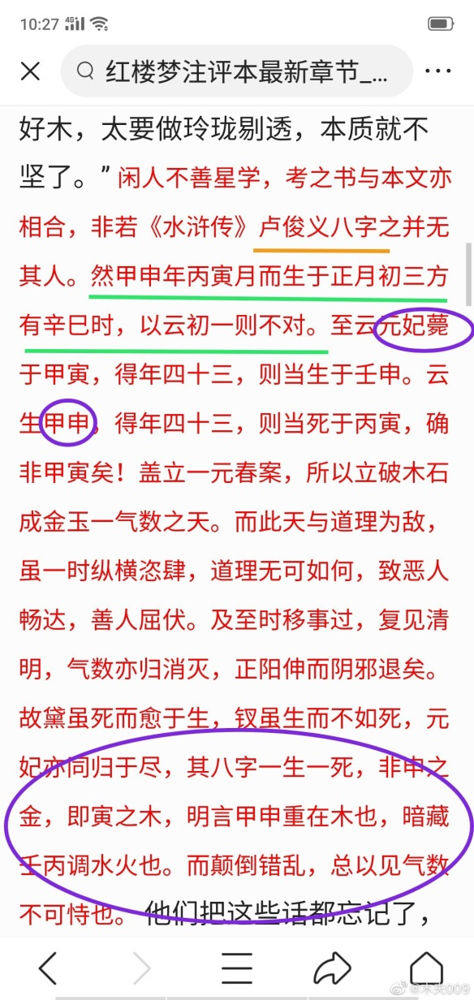 10:27 4G
红楼梦注评本最新章节_...
好木，太要做玲珑剔透，本质就不
坚了。”闲人不善星学，考之书与本文亦
相合，非若《水浒传》卢俊义八字之并无
其人。然甲申年丙寅月而生于正月初三方
有辛巳时，以云初一则不对。至云元妃薨
于甲寅，得年四十三，则当生于壬申。云
生甲申，得年四十三，则当死于丙寅，确
非甲寅矣！盖立一元春案，所以立破木石
成金玉一气数之天。而此天与道理为敌，
虽一时纵横恣肆，道理无可如何，致恶人
畅达，善人屈伏。及至时移事过，复见清
明，气数亦归消灭，正阳伸而阴邪退矣。
故黛虽死而愈于生，钗虽生而不如死，元
妃亦同归于尽，其八字一生一死，非申之
金，即寅之木，明言甲申重在木也，暗藏
壬丙调水火也。而颠倒错乱，总以见气数
不可恃也。他们把这些话都忘记了，
@木夬009